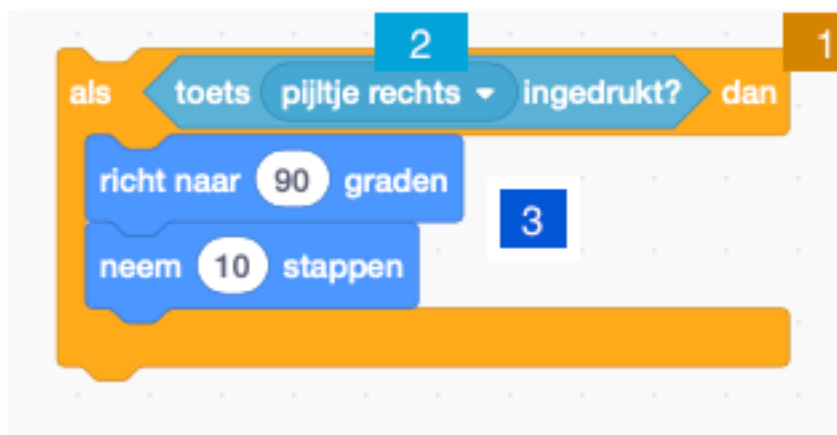 2
1
als toets pijltje rechts ingedrukt? dan
richt naar 90 graden
3
neem 10 stappen